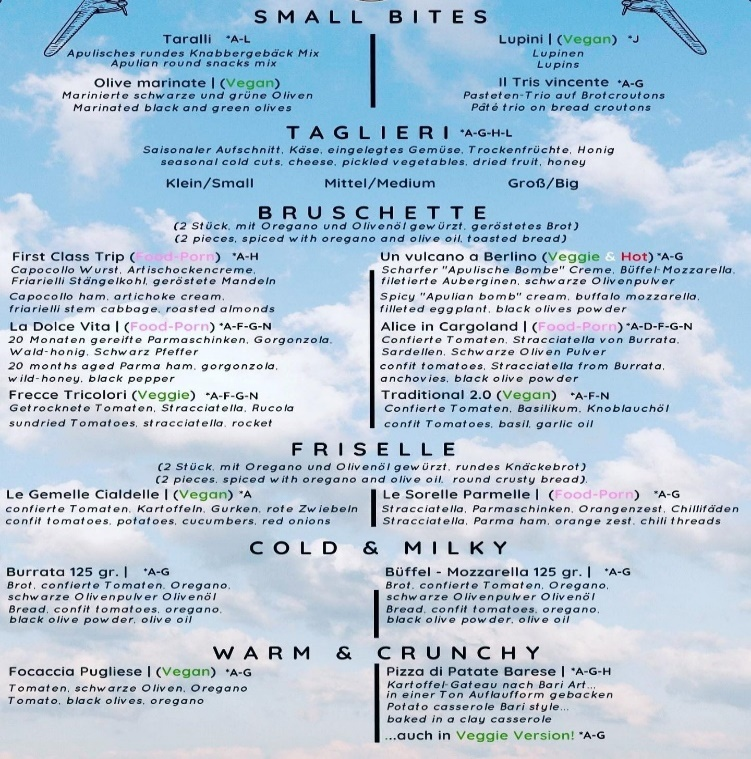 SMALL BITES
Taralli *A-L
Apulisches rundes Knabbergebäck Mix
Apulian round snacks mix
Lupini | (Vegan) *J
Lupinen
Lupins
Olive marinate | (Vegan)
Marinierte schwarze und grüne Oliven
Marinated black and green olives
Il Tris vincente *A-G
Pasteten-Trio auf Brotcroutons
Pâtè trio on bread croutons
TAGLIERI *A-G-H-L
Saisonaler Aufschnitt, Käse, eingelegtes Gemüse, Trockenfrüchte, Honig
seasonal cold cuts, cheese, pickled vegetables, dried fruit, honey
Klein/Small Mittel/Medium Groß/Big
BRUSCHETTE
(2 Stück, mit Oregano und Olivenöl gewürzt, geröstetes Brot)
(2 pieces, spiced with oregano and olive oil, toasted bread)
First Class Trip (Food-Porn) *A-H
Capocollo Wurst, Artischockencreme,
Friarielli Stängelkohl, geröstete Mandeln
Capocollo ham, artichoke cream,
friarielli stem cabbage, roasted almonds
Un vulcano a Berlino (Veggie & Hot) *A-G
Scharfer "Apulische Bombe" Creme, Büffel-Mozzarella,
filetierte Auberginen, schwarze Olivenpulver
Spicy "Apulian bomb" cream, buffalo mozzarella,
filleted eggplant, black olives powder
La Dolce Vita | (Food-Porn) *A-F-G-N
20 Monaten gereifte Parmaschinken, Gorgonzola,
Wald-honig, Schwarz Pfeffer
20 months aged Parma ham, gorgonzola,
wild-honey, black pepper
Alice in Cargoland | (Food-Porn) *A-D-F-G-N
Confierte Tomaten, Stracciatella von Burrata,
Sardellen, Schwarze Oliven Pulver
confit tomatoes, Stracciatella from Burrata,
anchovies, black olive powder
Frecce Tricolori (Veggie) *A-F-G-N
Getrocknete Tomaten, Stracciatella, Rucola
sundried Tomatoes, stracciatella, rocket
Traditional 2.0 (Vegan) *A-F-N
Confierte Tomaten, Basilikum, Knoblauchöl
confit Tomatoes, basil, garlic oil
FRISELLE
(2 Stück, mit Oregano und Olivenöl gewürzt, rundes Knäckebrot)
(2 pieces, spiced with oregano and olive oil, round crusty bread),
Le Gemelle Cialdelle | (Vegan) *A
confierte Tomaten, Kartoffeln, Gurken, rote Zwiebeln
confit tomatoes, potatoes, cucumbers, red onions
Le Sorelle Parmelle | (Food-Porn) *A-G
Stracciatella, Parmaschinken, Orangenzest, Chillifäden
Stracciatella, Parma ham, orange zest, chili threads
COLD & MILKY
Burrata 125 gr. | *A-G
Brot, confierte Tomaten, Oregano,
schwarze Olivenpulver Olivenöl
Bread, confit tomatoes, oregano,
black olive powder, olive oil
Büffel - Mozzarella 125 gr. | *A-G
Brot, confierte Tomaten, Oregano,
schwarze Olivenpulver Olivenöl
Bread, confit tomatoes, oregano,
black olive powder, olive oil
WARM & CRUNCHY
Focaccia Pugliese | (Vegan) *A-G
Tomaten, schwarze Oliven, Oregano
Tomato, black olives, oregano
Pizza di Patate Barese | *A-G-H
Kartoffel-Gateau nach Bari Art...
in einer Ton Auflaufform gebacken
Potato casserole Bari style...
baked in a clay casserole
...auch in Veggie Version! *A-G